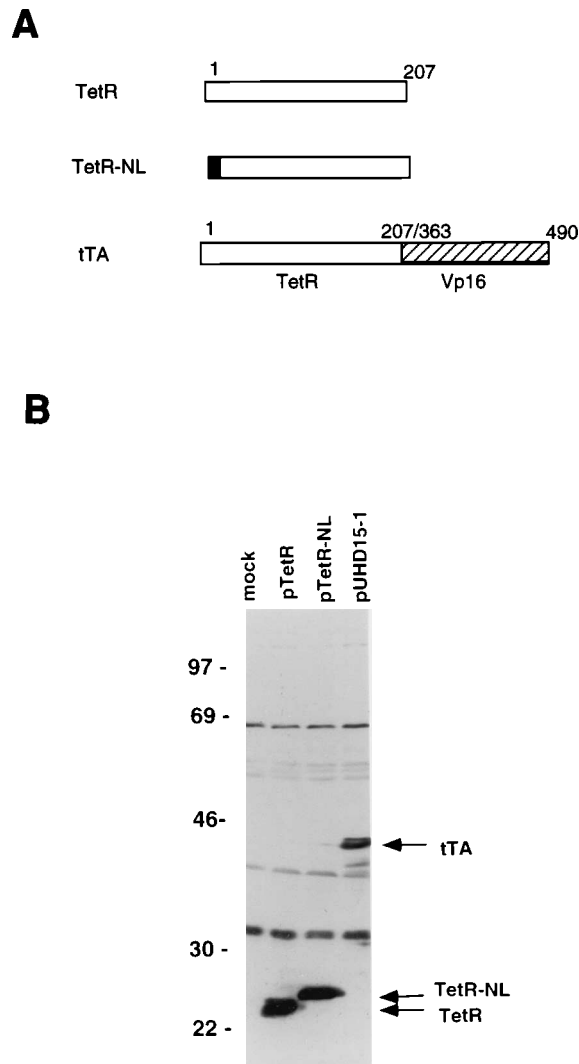 A
1 207
TetR
TetR-NL
1 207/363 490
tTA
TetR Vp16
B
mock pTetR pTetR-NL pUHD15-1
97 -
69 -
46-
tTA
30 -
TetR-NL
TetR
22 -